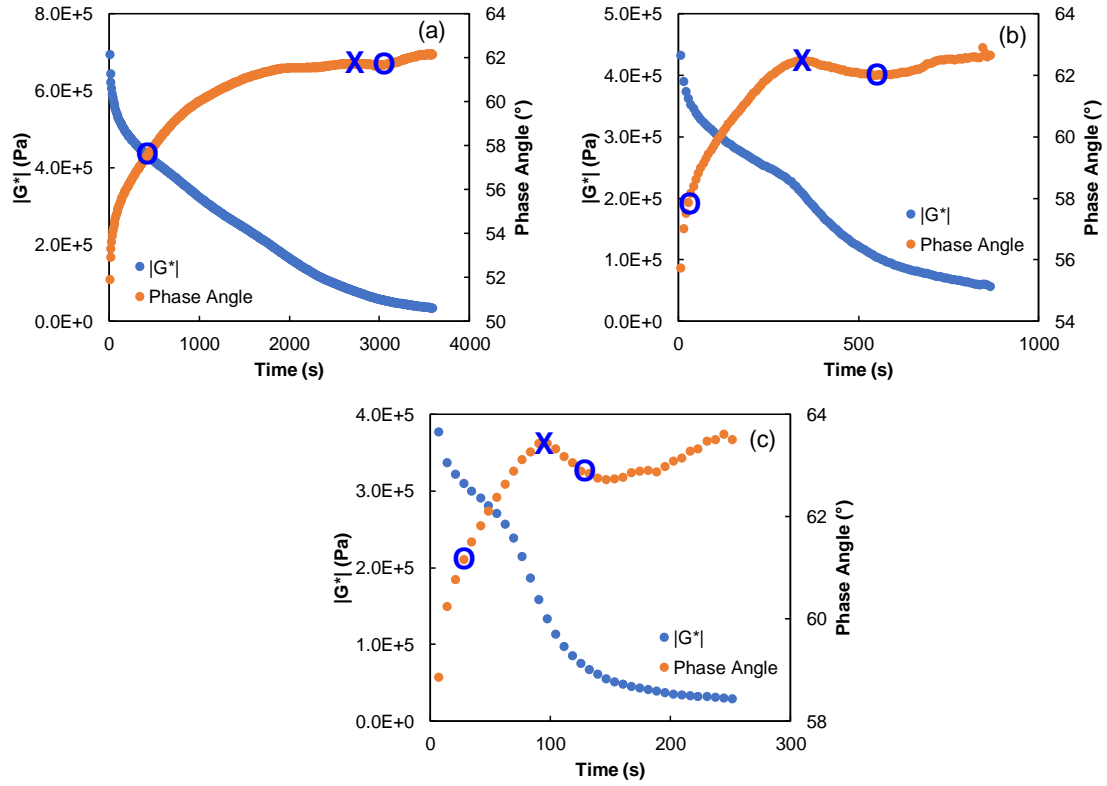 (a)
8.0E+5
6.0E+5
4.0E+5
2.0E+5
0.0E+0
|G*| (Pa)
64
62
60
58
56
54
52
50
Phase Angle (°)
X
O
O
|G*|
Phase Angle
0
1000
2000
3000
4000
Time (s)
(b)
5.0E+5
4.0E+5
3.0E+5
2.0E+5
1.0E+5
0.0E+0
|G*| (Pa)
64
62
60
58
56
54
Phase Angle (°)
X
O
O
|G*|
Phase Angle
0
500
1000
Time (s)
(c)
4.0E+5
3.0E+5
2.0E+5
1.0E+5
0.0E+0
|G*| (Pa)
64
62
60
58
Phase Angle (°)
X
O
O
|G*|
Phase Angle
0
100
200
300
Time (s)